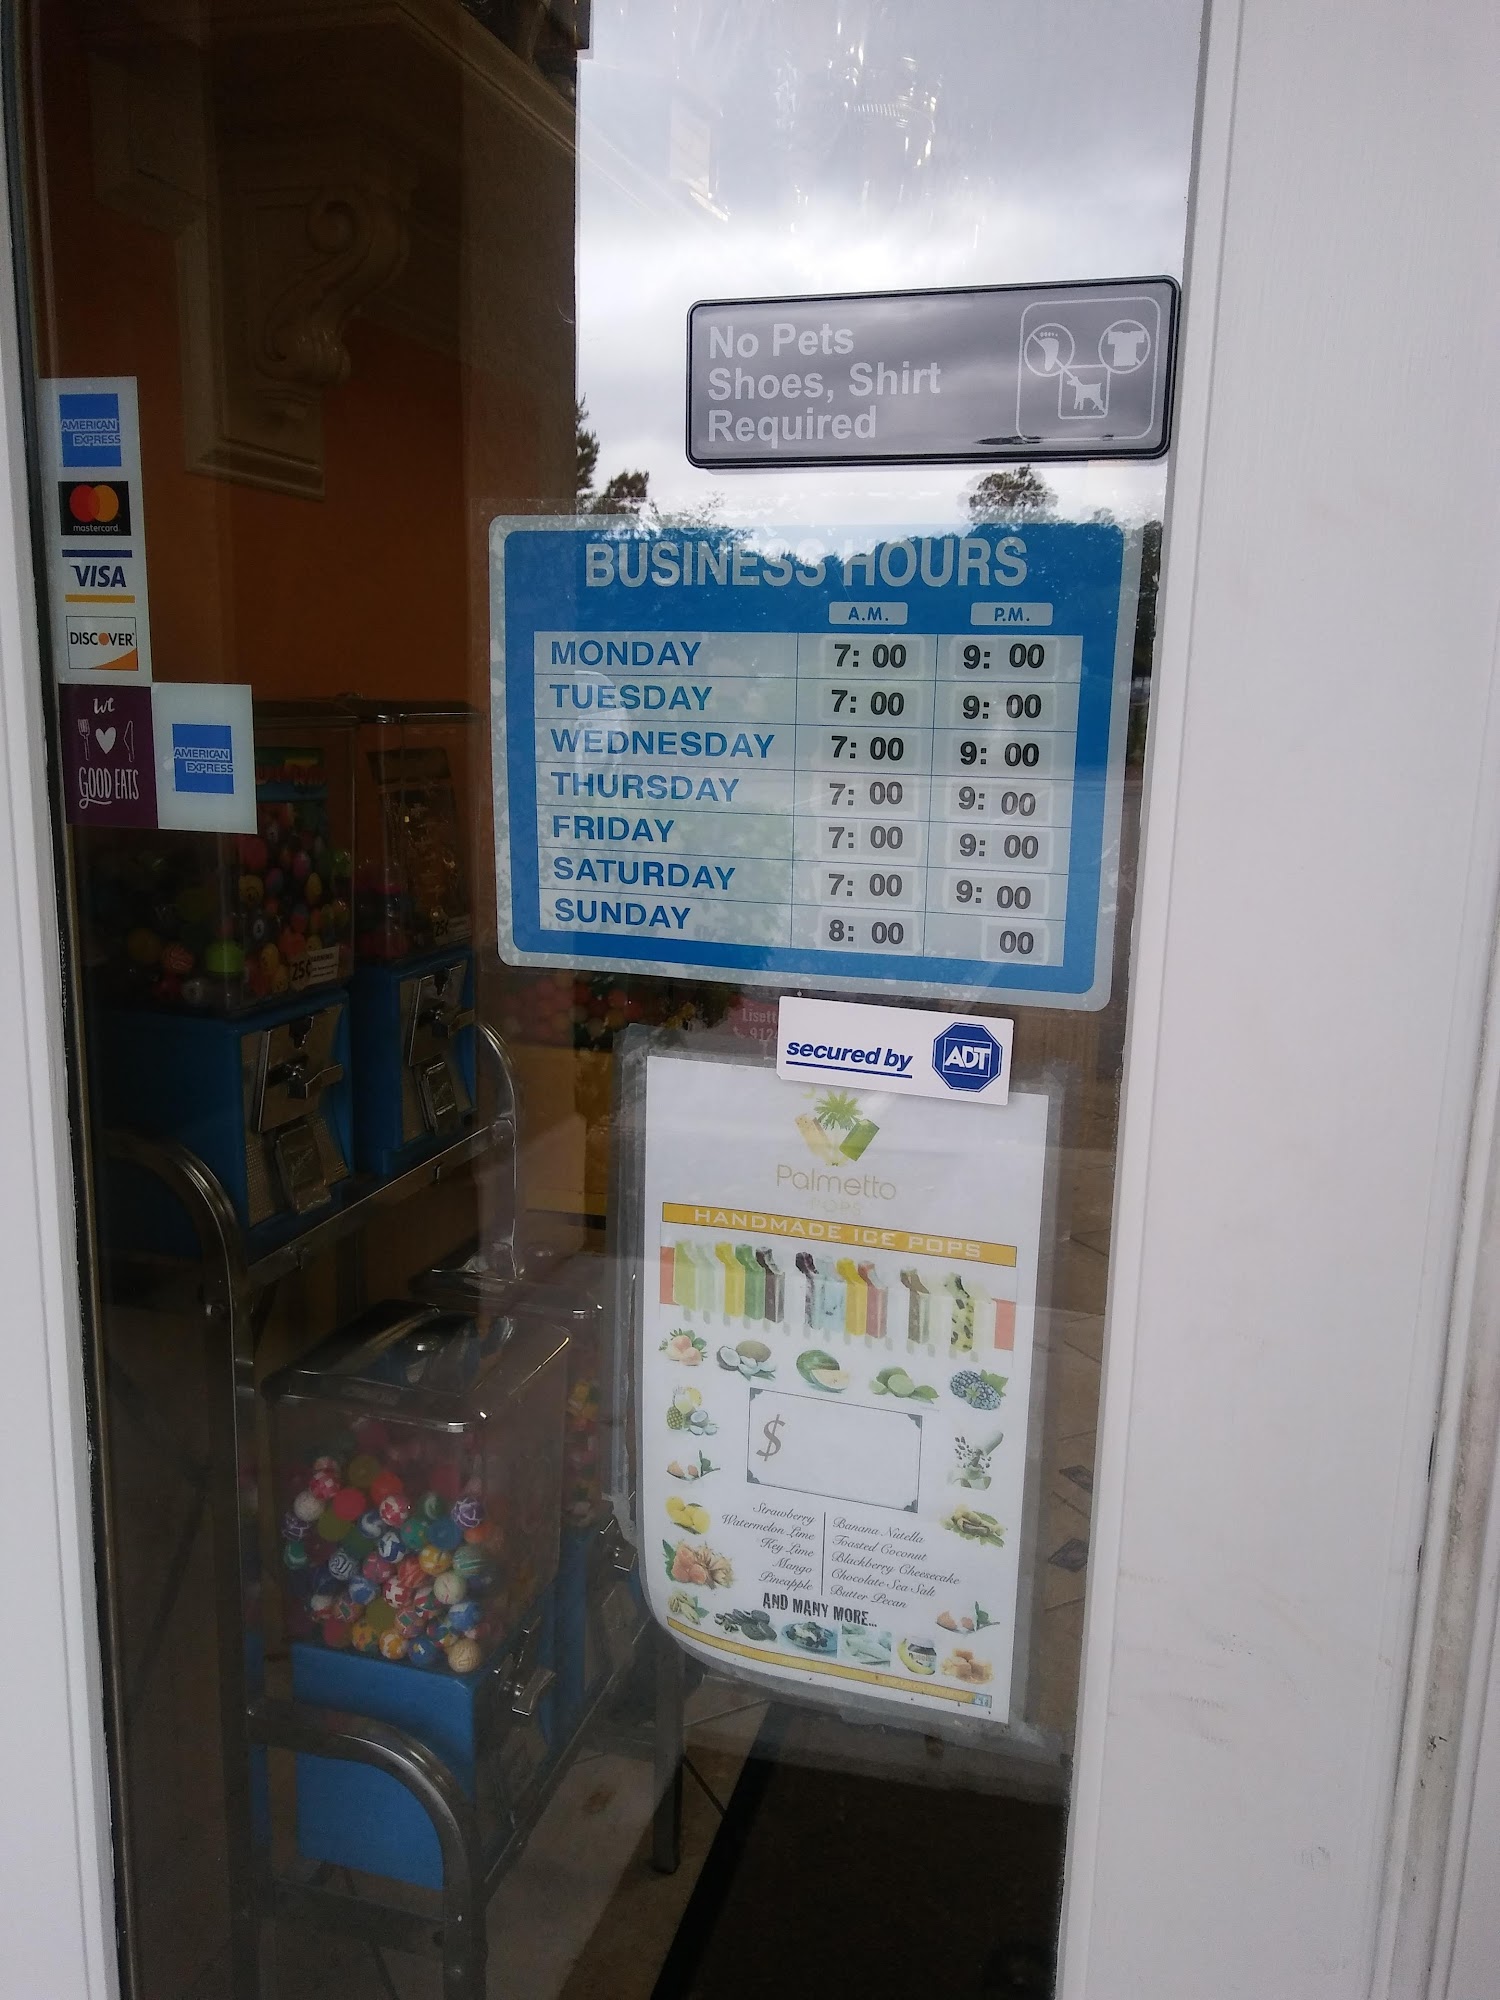 No Pets
Shoes, Shirt
Required
AMERICAN
EXPRESS
mastercard.
VISA
DISCOVER
We
GOOD EATS
AMERICAN
EXPRESS
BUSINESS HOURS
A.M. P.M.
MONDAY 7: 00 9: 00
TUESDAY 7: 00 9: 00
WEDNESDAY 7: 00 9: 00
THURSDAY 7: 00 9: 00
FRIDAY 7: 00 9: 00
SATURDAY 7: 00 9: 00
SUNDAY 8: 00 00
25¢
25¢
secured by ADT
Palmetto
POPS
HANDMADE ICE POPS
$
Strawberry
Watermelon Lime
Key Lime
Mango
Pineapple
Banana Nutella
Toasted Coconut
Blackberry Cheesecake
Chocolate Sea Salt
Butter Pecan
AND MANY MORE...